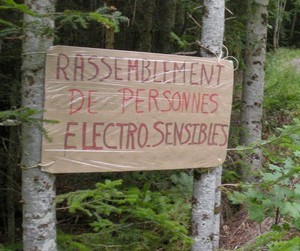 RASSEMBLEMENT
DE PERSONNES
ELECTRO-SENSIBLES